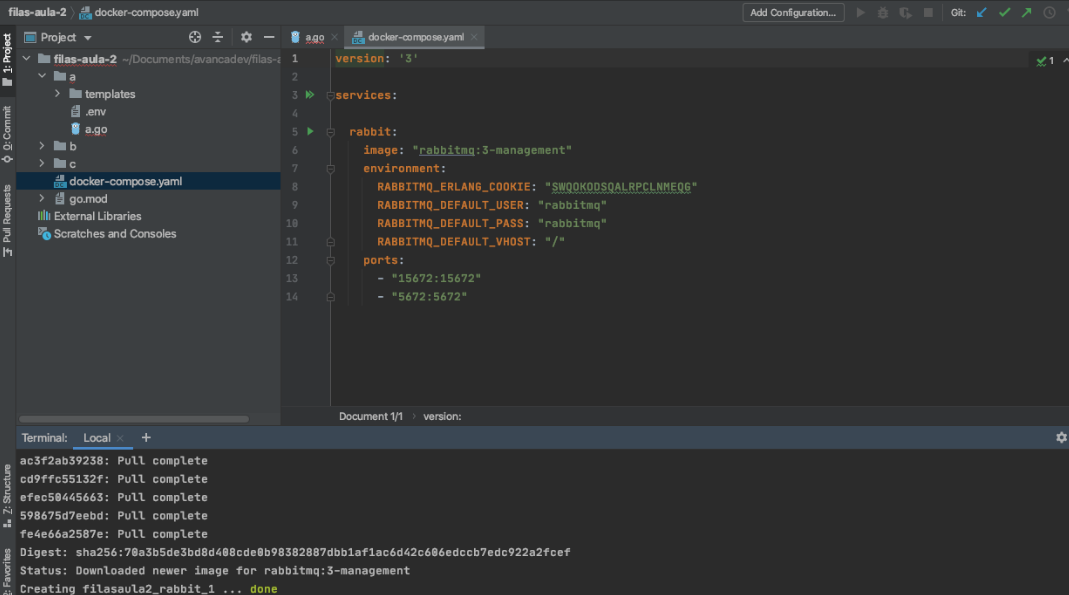 filas-aula-2 docker-compose.yaml Add Configuration... Git:
1: Project
0: Commit
Pull Requests
Project
filas-aula-2 ~/Documents/avancadev/filas-a
a
templates
.env
a.go
b
c
docker-compose.yaml
go.mod
External Libraries
Scratches and Consoles
a.go docker-compose.yaml
1 version: '3'
2
3 services:
4
5 rabbit:
6 image: "rabbitmq:3-management"
7 environment:
8 RABBITMQ_ERLANG_COOKIE: "SWQOKODSQALRPCLNMEQG"
9 RABBITMQ_DEFAULT_USER: "rabbitmq"
10 RABBITMQ_DEFAULT_PASS: "rabbitmq"
11 RABBITMQ_DEFAULT_VHOST: "/"
12 ports:
13 - "15672:15672"
14 - "5672:5672"
1
Document 1/1 version:
Z: Structure
Favorites
Terminal: Local
ac3f2ab39238: Pull complete
cd9ffc55132f: Pull complete
efec50445663: Pull complete
598675d7eebd: Pull complete
fe4e66a2587e: Pull complete
Digest: sha256:70a3b5de3bd8d408cde0b98382887dbb1af1ac6d42c606edccb7edc922a2fcef
Status: Downloaded newer image for rabbitmq:3-management
Creating filasaula2_rabbit_1 ... done